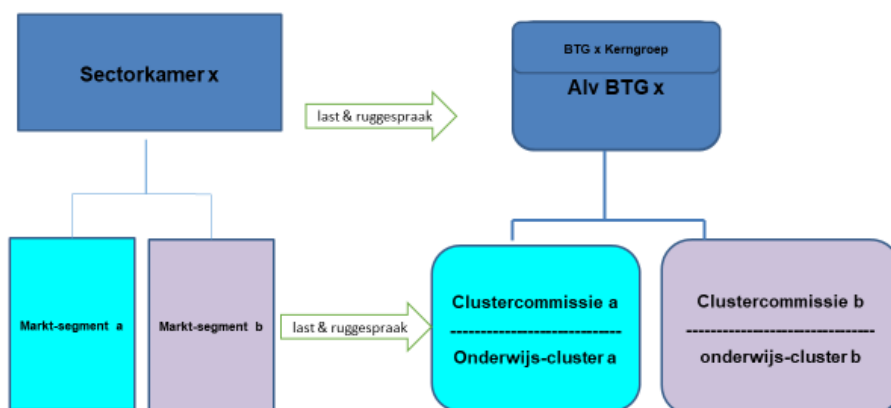 Sectorkamer x
last & ruggespraak
BTG x Kerngroep
Alv BTG x
Markt-segment a
Markt-segment b
last & ruggespraak
Clustercommissie a
------------------------------
Onderwijs-cluster a
Clustercommissie b
---------------------------------
onderwijs-cluster b